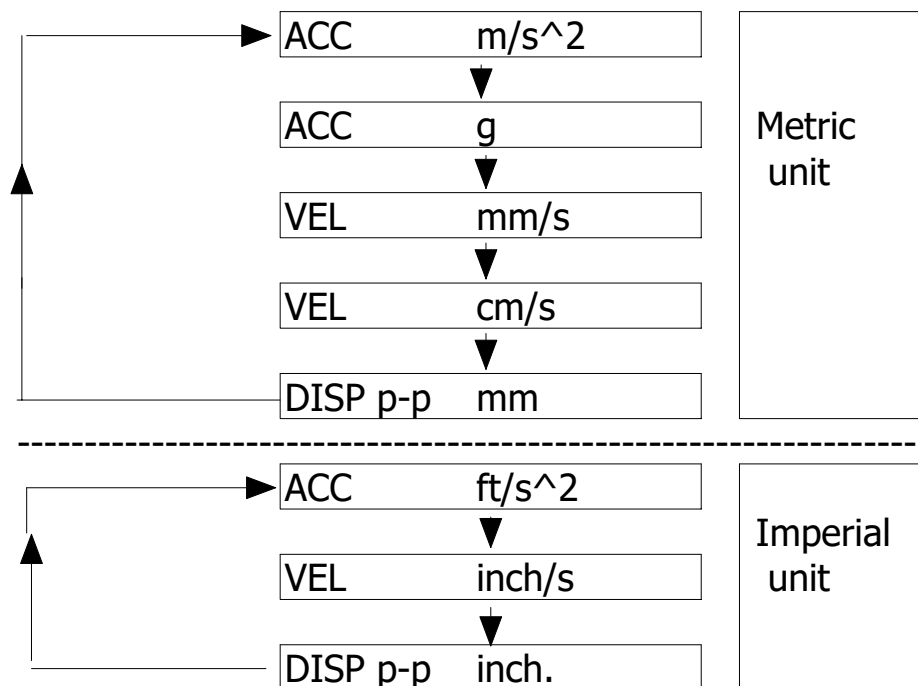 ACC m/s^2
ACC g
VEL mm/s
VEL cm/s
DISP p-p mm
Metric
unit
ACC ft/s^2
VEL inch/s
DISP p-p inch.
Imperial
unit